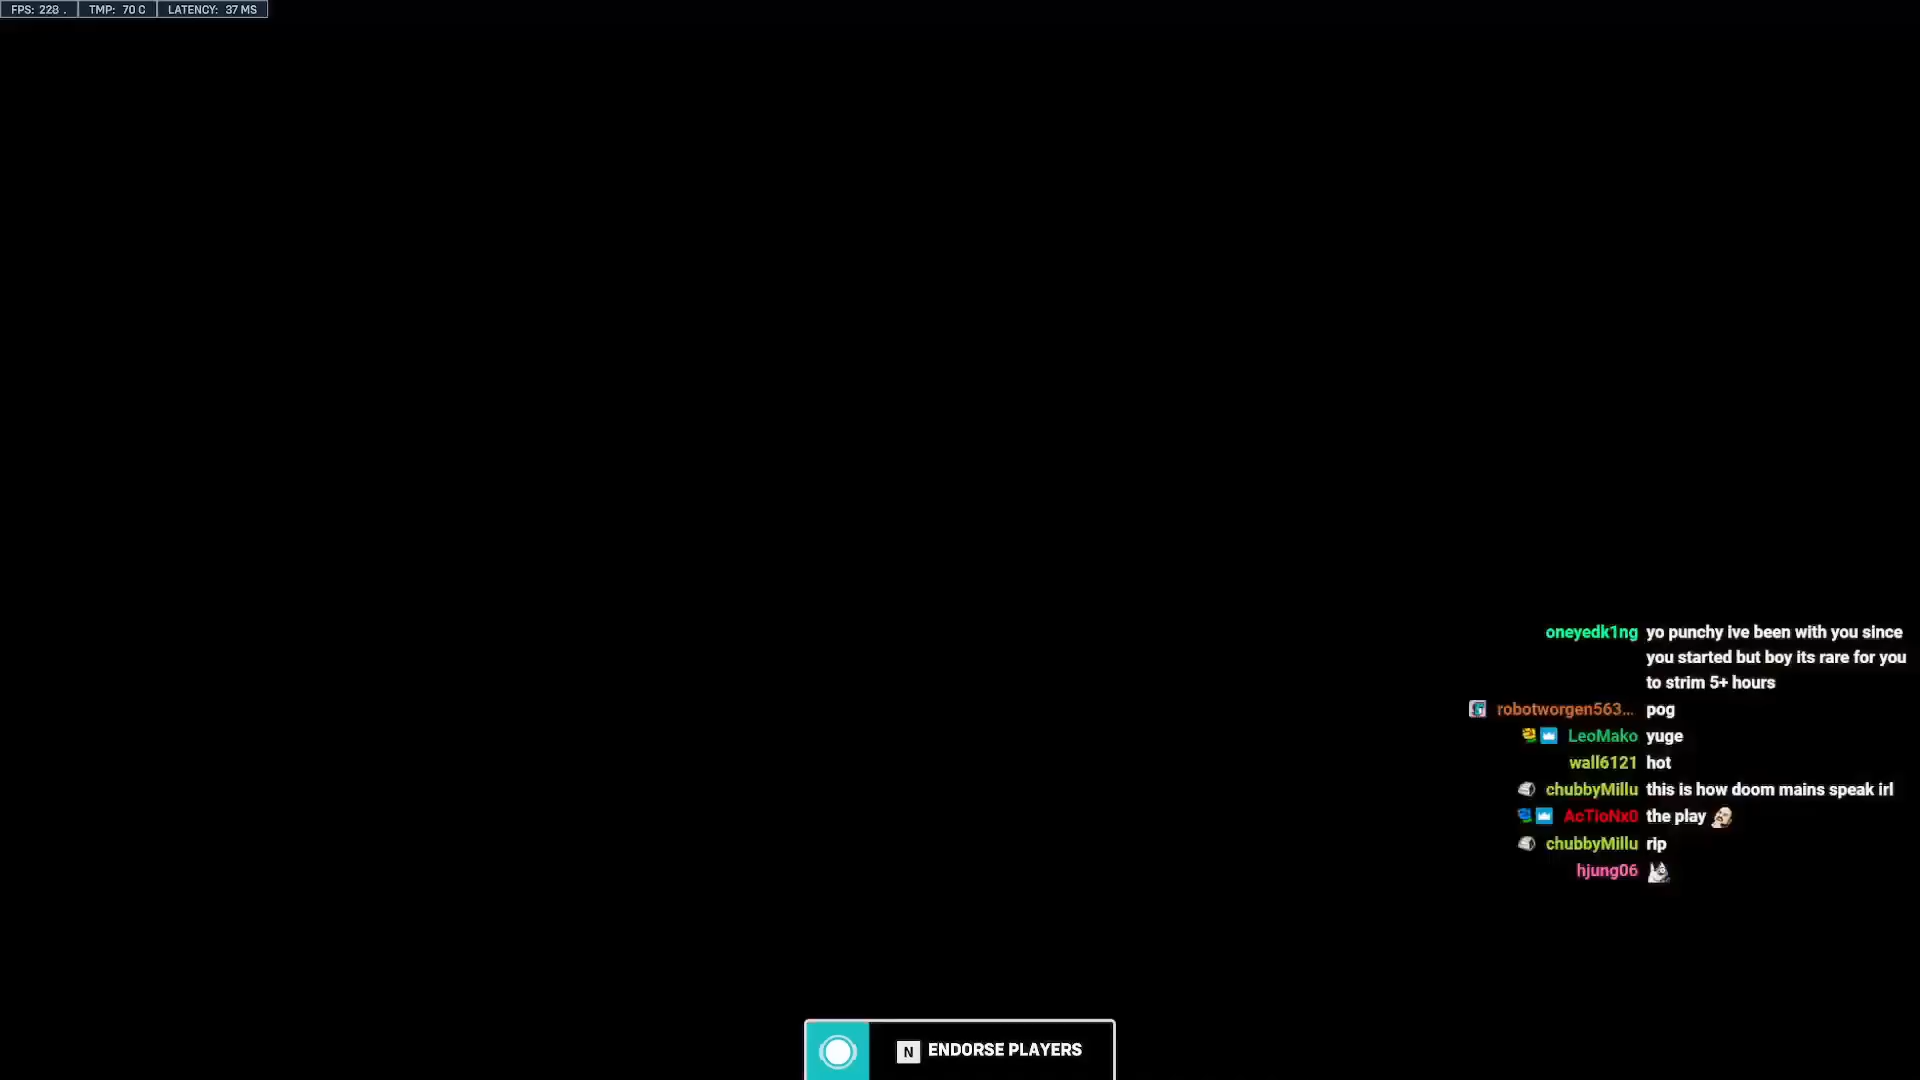 FPS: 228 . TMP: 70 C LATENCY: 37 MS
oneyedk1ng yo punchy ive been with you since
you started but boy its rare for you
to strim 5+ hours
robotworgen563... pog
LeoMako yuge
wall6121 hot
chubbyMillu this is how doom mains speak irl
AcTioNx0 the play
chubbyMillu rip
hjung06
N ENDORSE PLAYERS